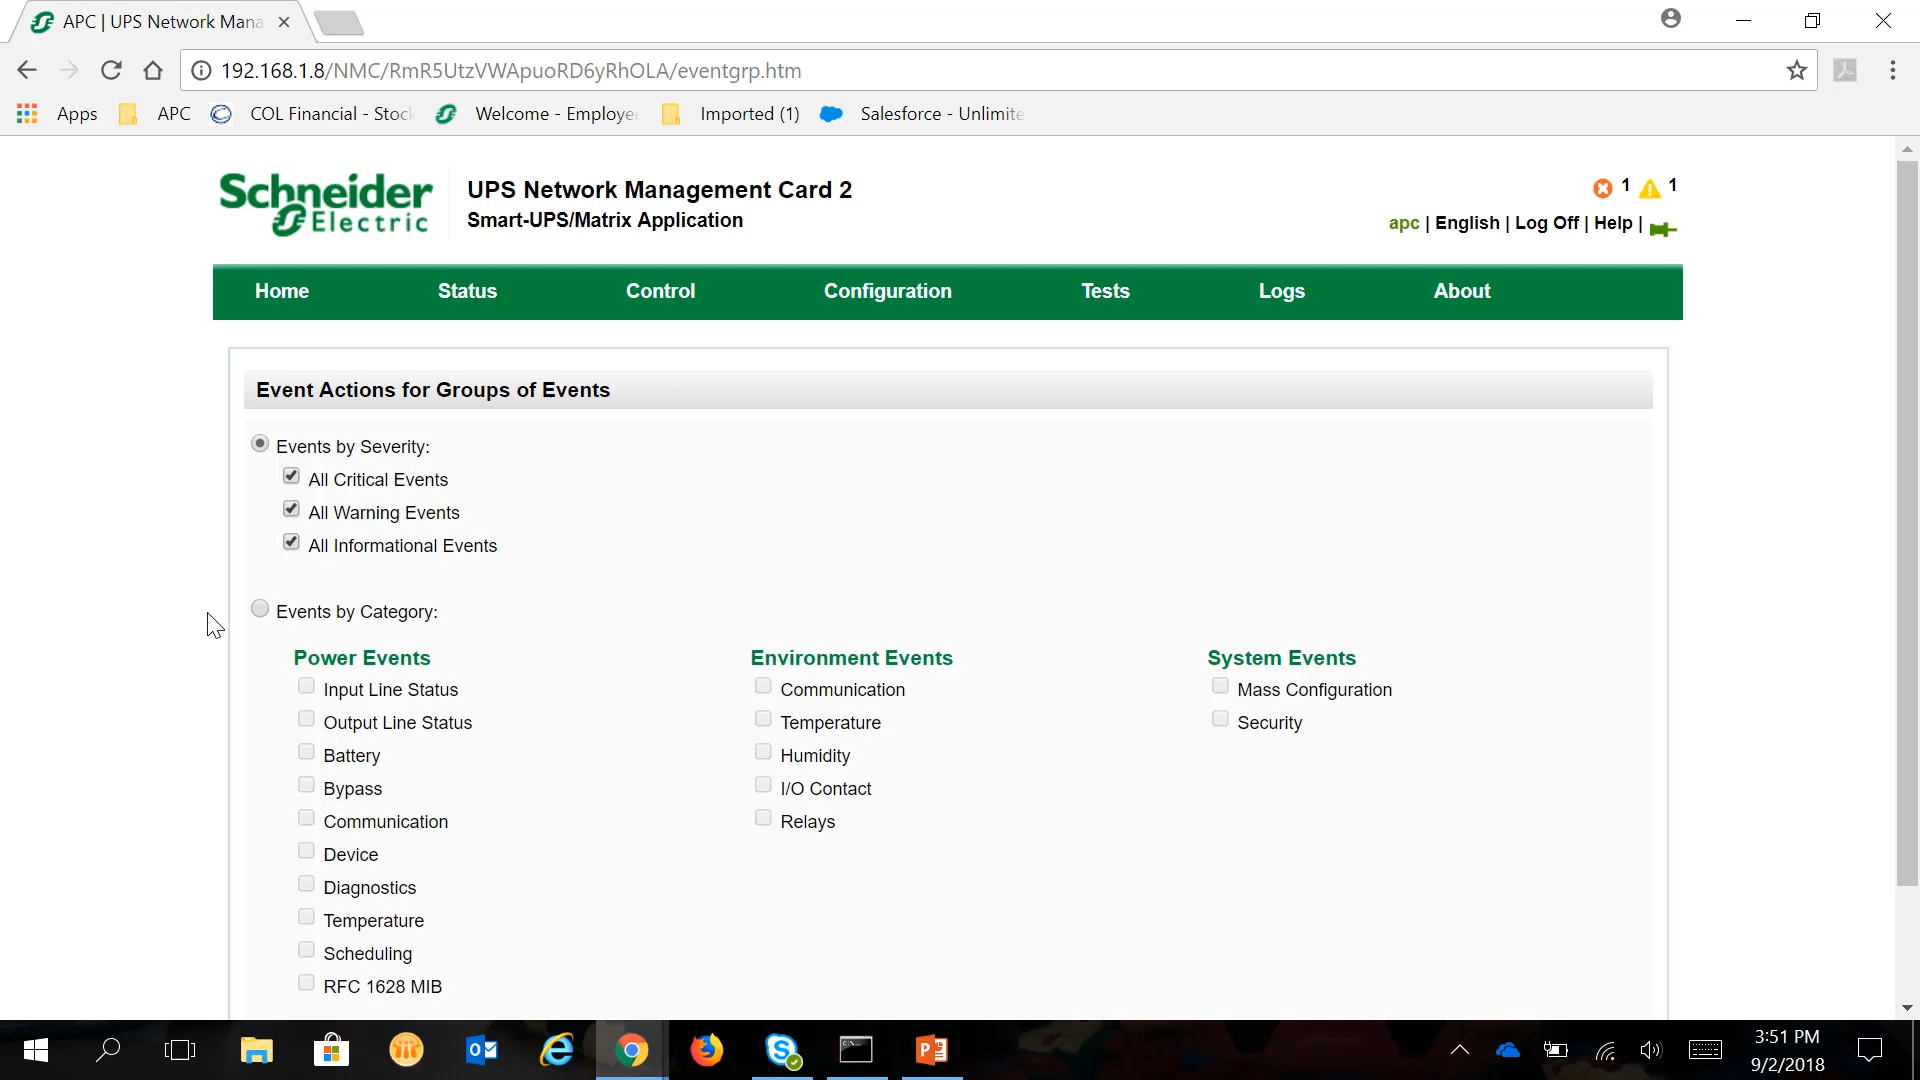 APC | UPS Network Mana
192.168.1.8/NMC/RmR5UtzVWApuoRD6yRhOLA/eventgrp.htm
Apps APC COL Financial - Stoc Welcome - Employe Imported (1) Salesforce - Unlimite
Schneider Electric
UPS Network Management Card 2
Smart-UPS/Matrix Application
1 1
apc | English | Log Off | Help |
Home Status Control Configuration Tests Logs About
Event Actions for Groups of Events
Events by Severity:
All Critical Events
All Warning Events
All Informational Events
Events by Category:
Power Events
Input Line Status
Output Line Status
Battery
Bypass
Communication
Device
Diagnostics
Temperature
Scheduling
RFC 1628 MIB
Environment Events
Communication
Temperature
Humidity
I/O Contact
Relays
System Events
Mass Configuration
Security
3:51 PM
9/2/2018